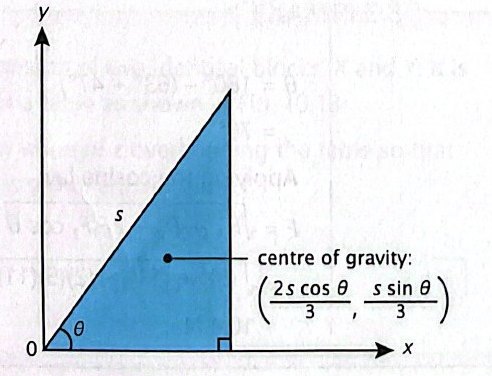 y
s
centre of gravity:
(2s cos θ/3, s sin θ/3)
θ
0
x